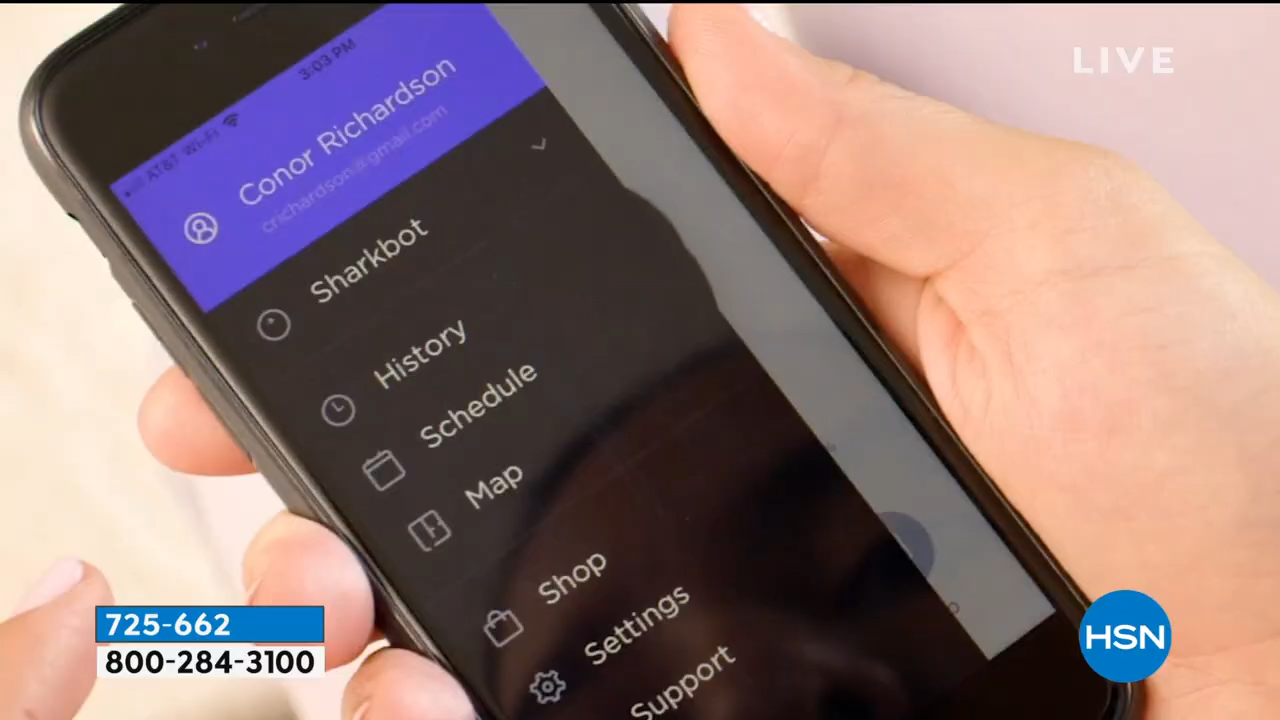 LIVE
AT&T Wi-Fi
3:03 PM
Conor Richardson
crichardson@gmail.com
Sharkbot
History
Schedule
Map
Shop
Settings
Support
725-662
800-284-3100
HSN